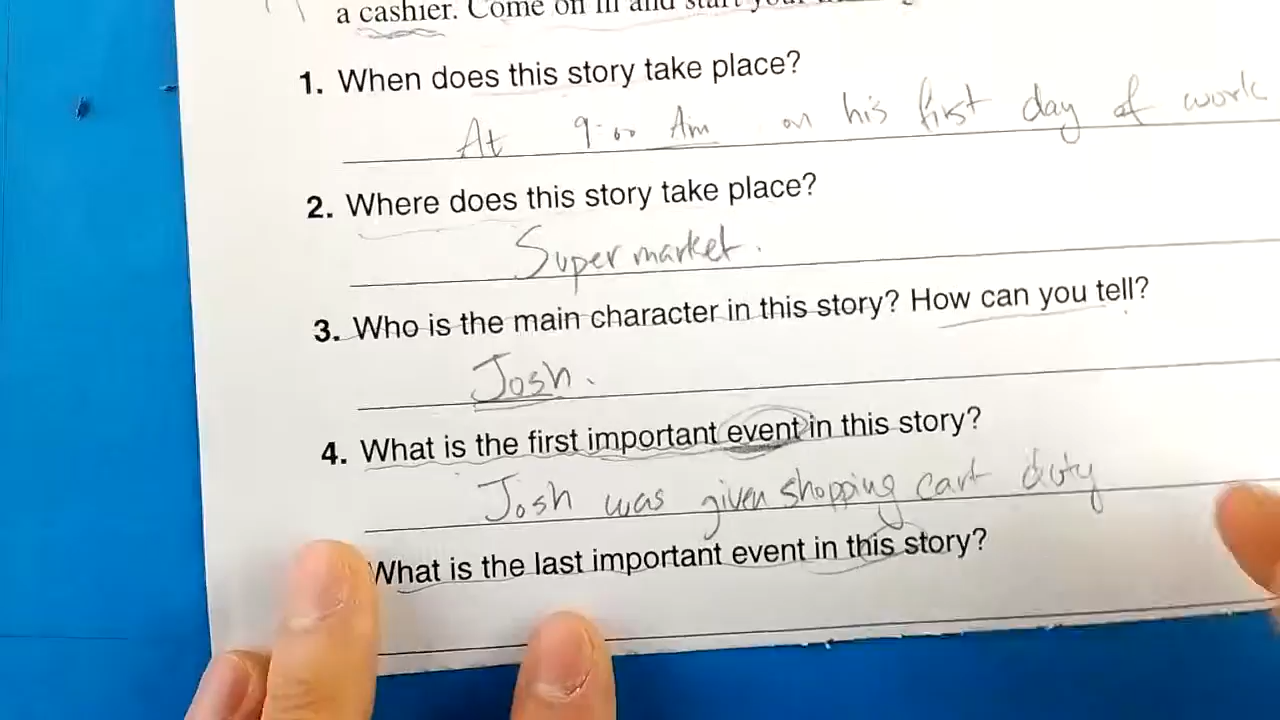 a cashier. Come on in and start your
1. When does this story take place?
At 9:00 Am on his first day of work
2. Where does this story take place?
Supermarket.
3. Who is the main character in this story? How can you tell?
Josh.
4. What is the first important event in this story?
Josh was given shopping cart duty
What is the last important event in this story?